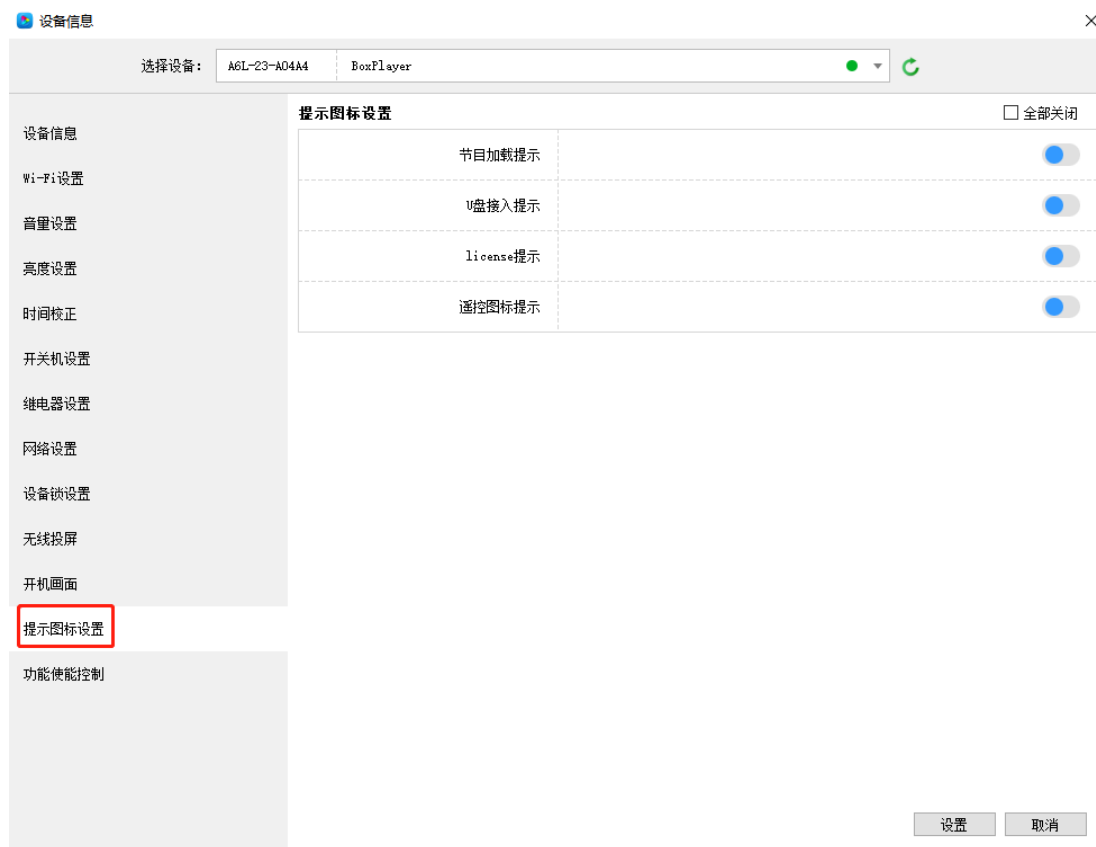 设备信息
选择设备: A6L-23-A04A4 BoxPlayer
设备信息
Wi-Fi设置
音量设置
亮度设置
时间校正
开关机设置
继电器设置
网络设置
设备锁设置
无线投屏
开机画面
提示图标设置
功能使能控制
提示图标设置 全部关闭
节目加载提示
U盘接入提示
license提示
遥控图标提示
设置 取消